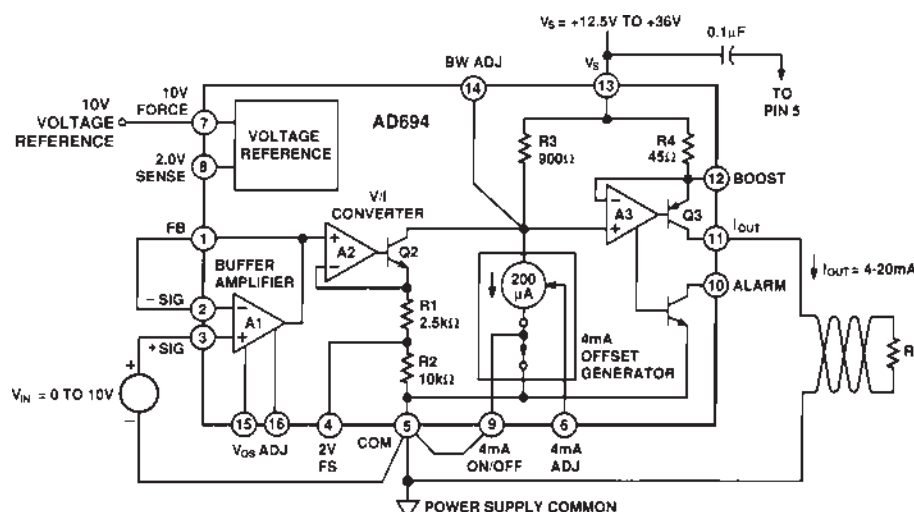 VS = +12.5V TO +36V
0.1µF
TO
PIN 5
BW ADJ
14
VS
13
10V
VOLTAGE
REFERENCE
10V
FORCE
7
VOLTAGE
REFERENCE
AD694
2.0V
SENSE
8
R3
900Ω
R4
45Ω
12
BOOST
A3
Q3
IOUT
11
V/I
CONVERTER
FB
1
A2
Q2
BUFFER
AMPLIFIER
– SIG
2
A1
3
+ SIG
200
µA
10
ALARM
IOUT = 4-20mA
R1
2.5kΩ
R2
10kΩ
4mA
OFFSET
GENERATOR
R
VIN = 0 TO 10V
15
16
VOS ADJ
4
2V
FS
COM
5
9
4mA
ON/OFF
6
4mA
ADJ
POWER SUPPLY COMMON